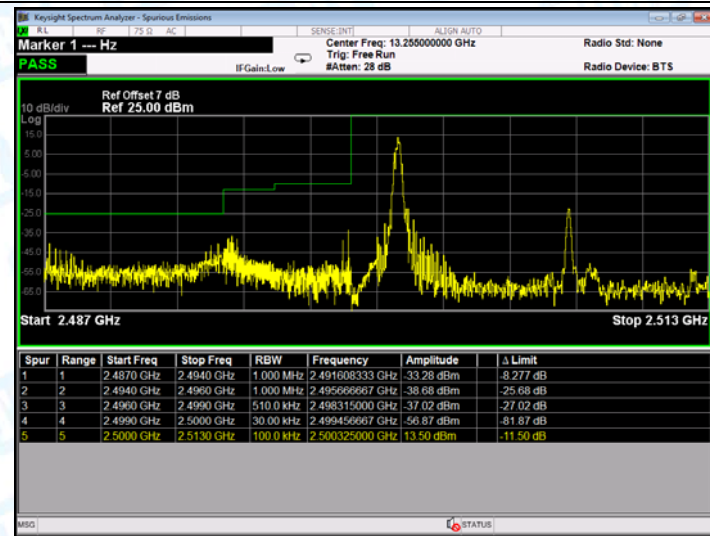 Keysight Spectrum Analyzer - Spurious Emissions
RL RF 75 Ω AC SENSE:INT ALIGN AUTO
Marker 1 --- Hz
Center Freq: 13.255000000 GHz
Radio Std: None
Trig: Free Run
PASS
IFGain:Low
#Atten: 28 dB
Radio Device: BTS
Ref Offset 7 dB
10 dB/div Ref 25.00 dBm
Log
15.0
5.00
-5.00
-15.0
-25.0
-35.0
-45.0
-55.0
-65.0
Start 2.487 GHz Stop 2.513 GHz
Spur Range Start Freq Stop Freq RBW Frequency Amplitude Δ Limit
1 1 2.4870 GHz 2.4940 GHz 1.000 MHz 2.491608333 GHz -33.28 dBm -8.277 dB
2 2 2.4940 GHz 2.4960 GHz 1.000 MHz 2.495666667 GHz -38.68 dBm -25.68 dB
3 3 2.4960 GHz 2.4990 GHz 510.0 kHz 2.498315000 GHz -37.02 dBm -27.02 dB
4 4 2.4990 GHz 2.5000 GHz 30.00 kHz 2.499456667 GHz -56.87 dBm -81.87 dB
5 5 2.5000 GHz 2.5130 GHz 100.0 kHz 2.500325000 GHz 13.50 dBm -11.50 dB
MSG STATUS